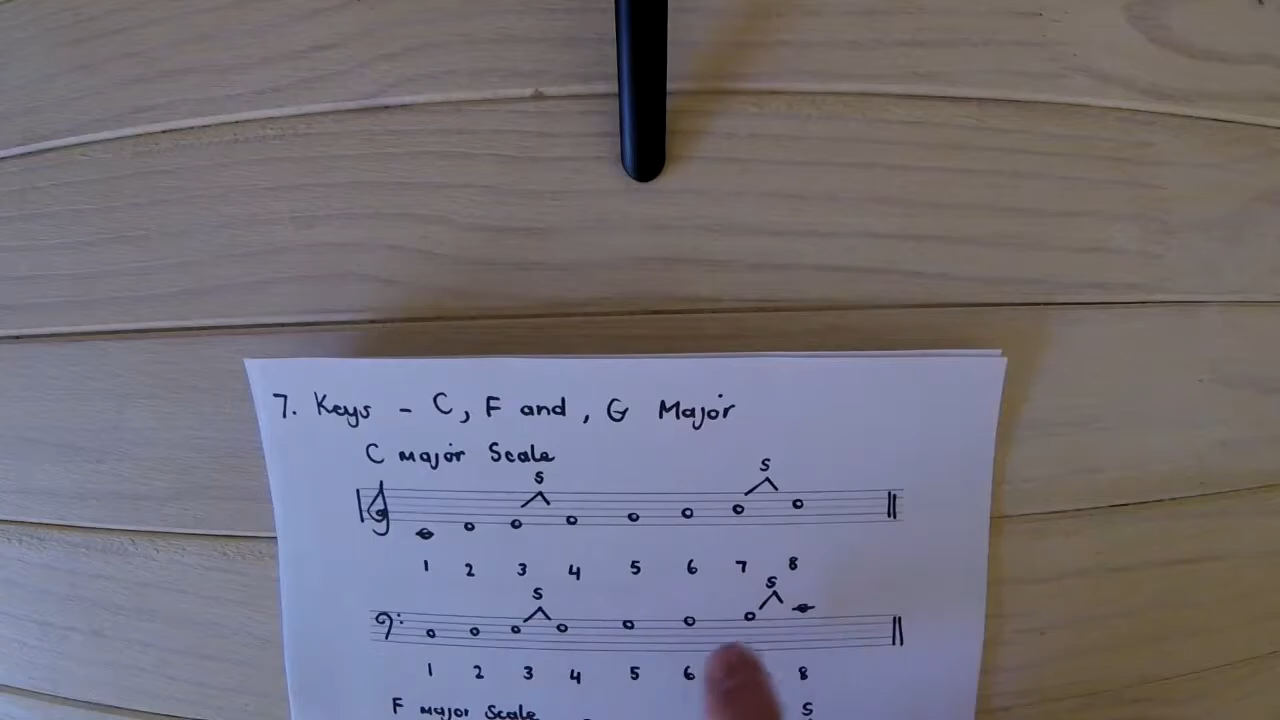 7. Keys - C, F and, G Major
C major Scale
S S
1 2 3 4 5 6 7 8
S S
1 2 3 4 5 6 8
F major Scale
S